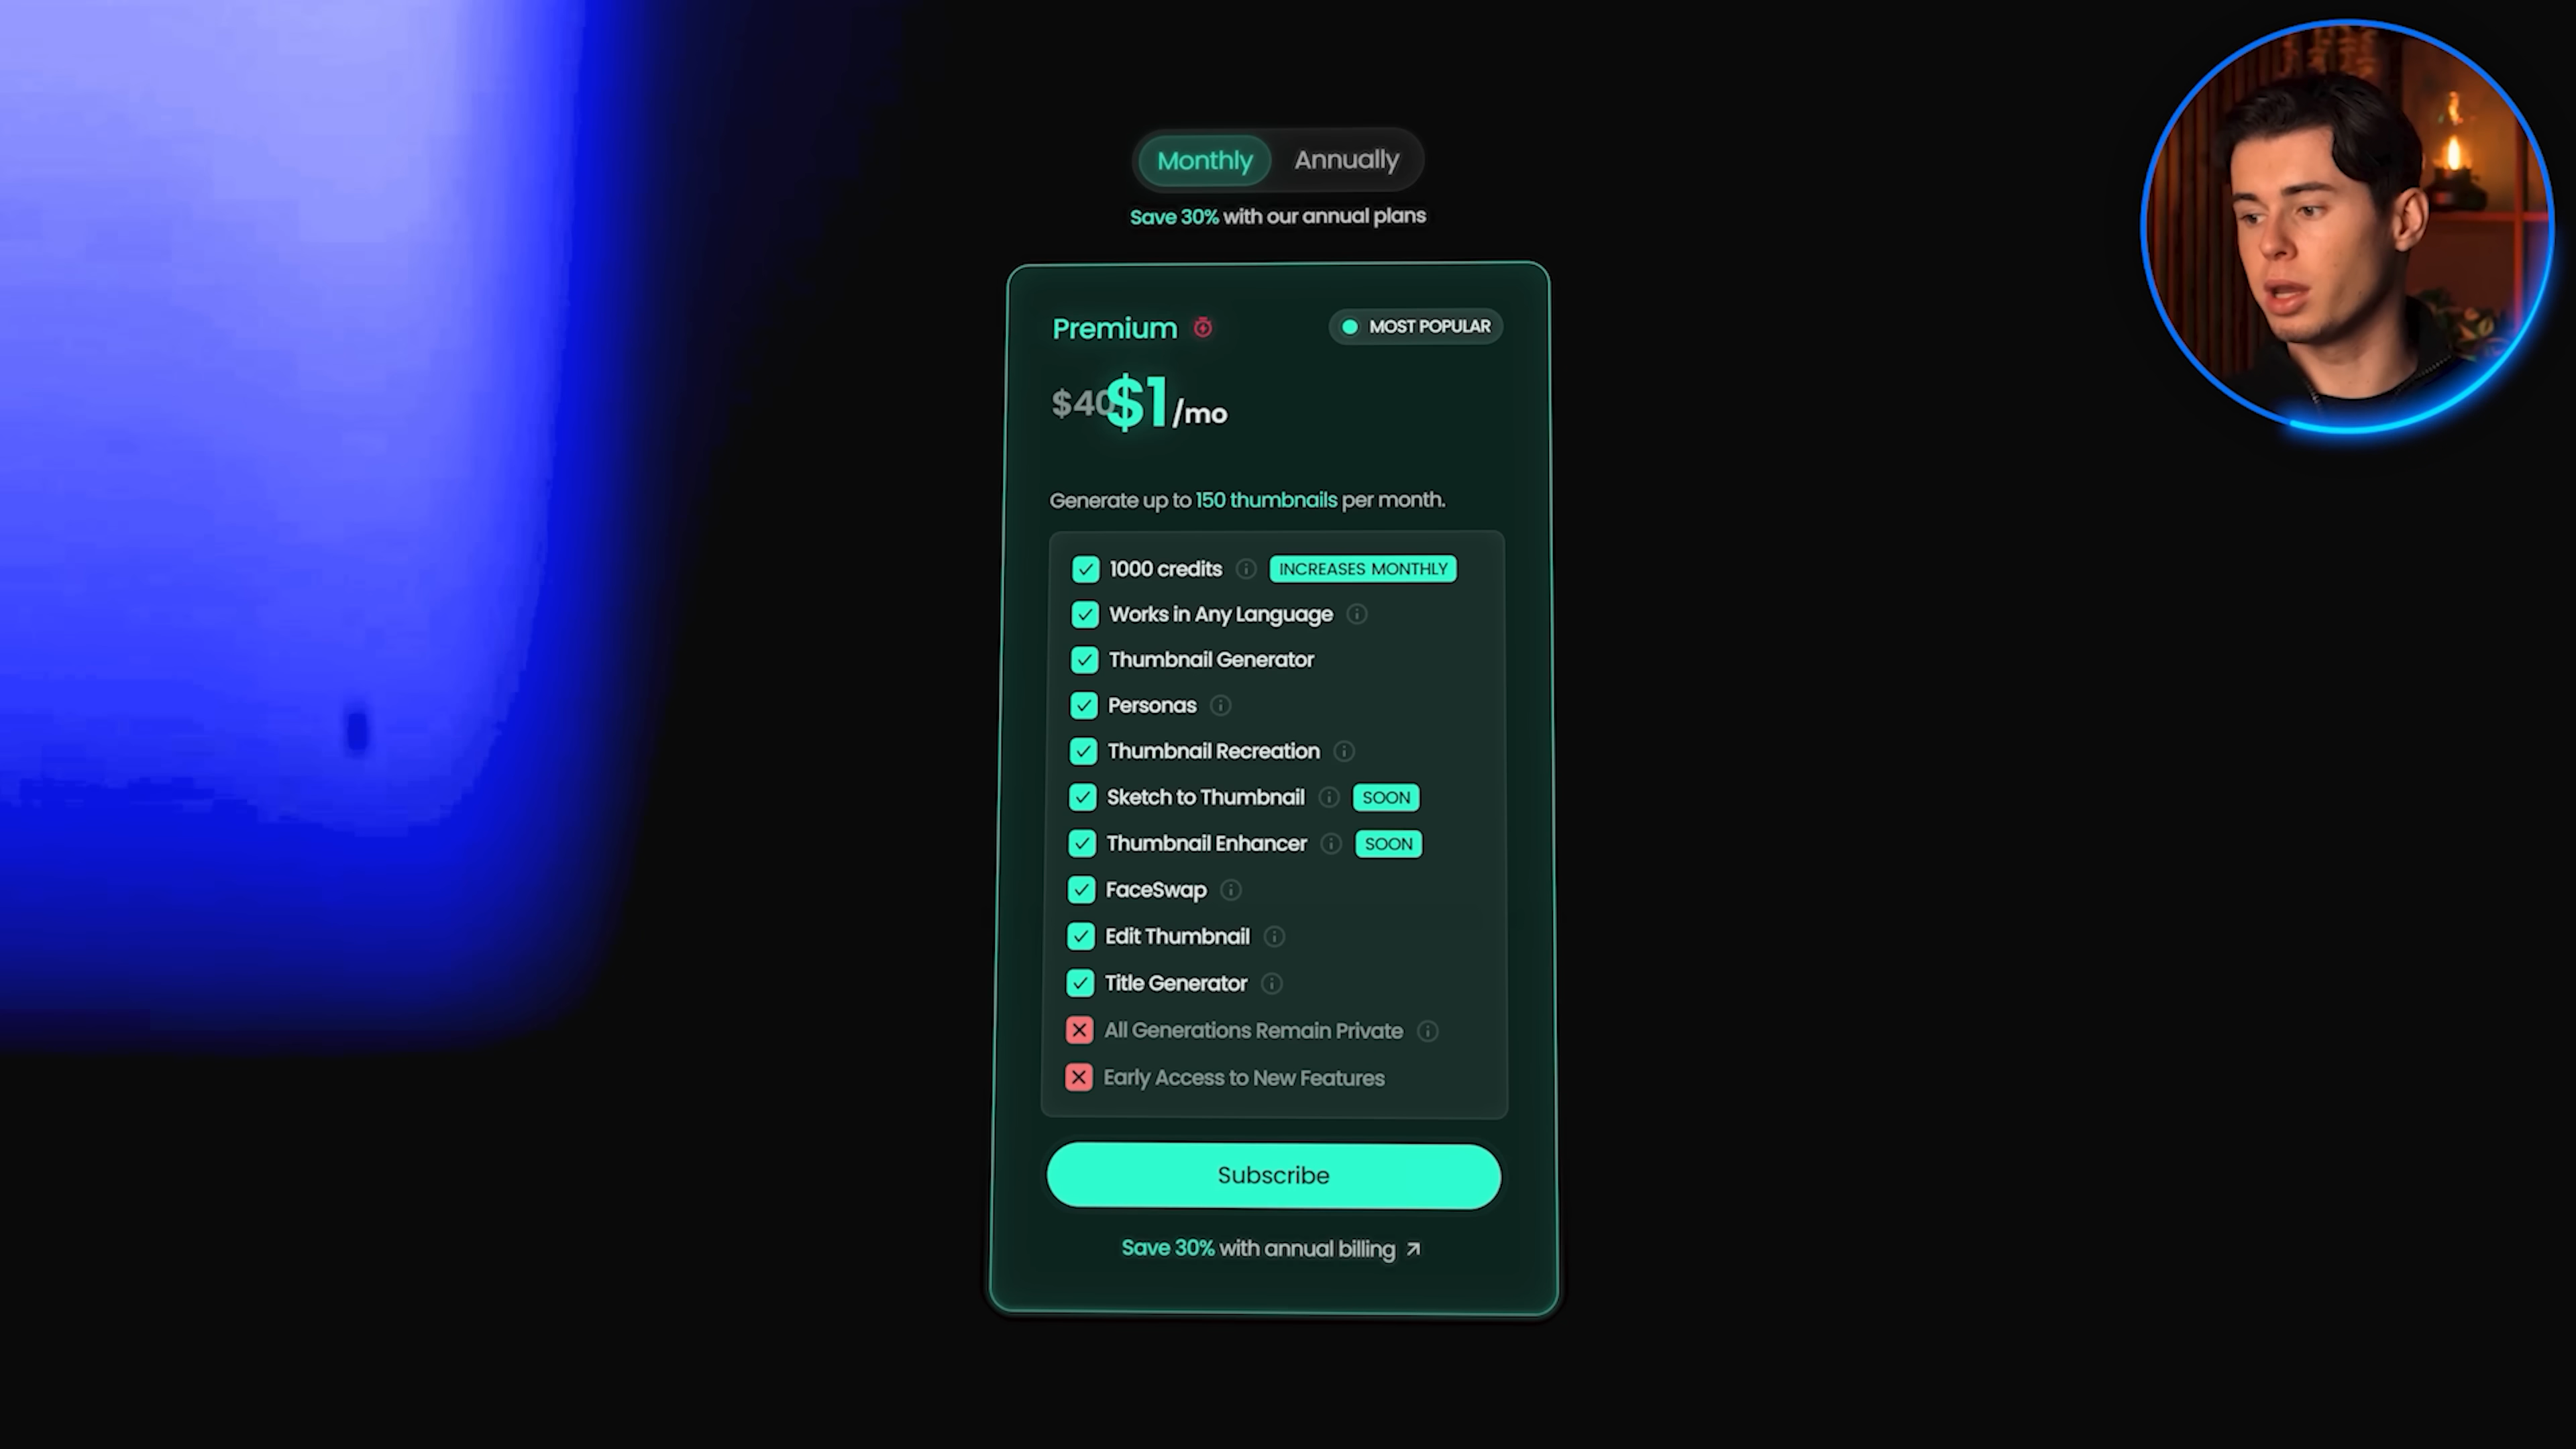 Monthly Annually
Save 30% with our annual plans
Premium MOST POPULAR
$40 $1/mo
Generate up to 150 thumbnails per month.
1000 credits INCREASES MONTHLY
Works in Any Language
Thumbnail Generator
Personas
Thumbnail Recreation
Sketch to Thumbnail SOON
Thumbnail Enhancer SOON
FaceSwap
Edit Thumbnail
Title Generator
All Generations Remain Private
Early Access to New Features
Subscribe
Save 30% with annual billing